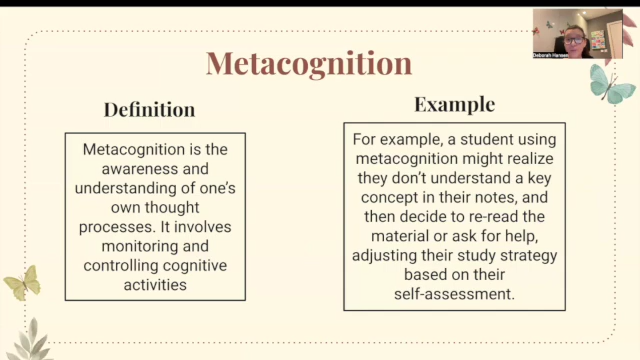 Metacognition
Definition
Metacognition is the
awareness and
understanding of one's
own thought
processes. It involves
monitoring and
controlling cognitive
activities
Example
For example, a student using
metacognition might realize
they don't understand a key
concept in their notes, and
then decide to re-read the
material or ask for help,
adjusting their study strategy
based on their
self-assessment.
Deborah Hansen